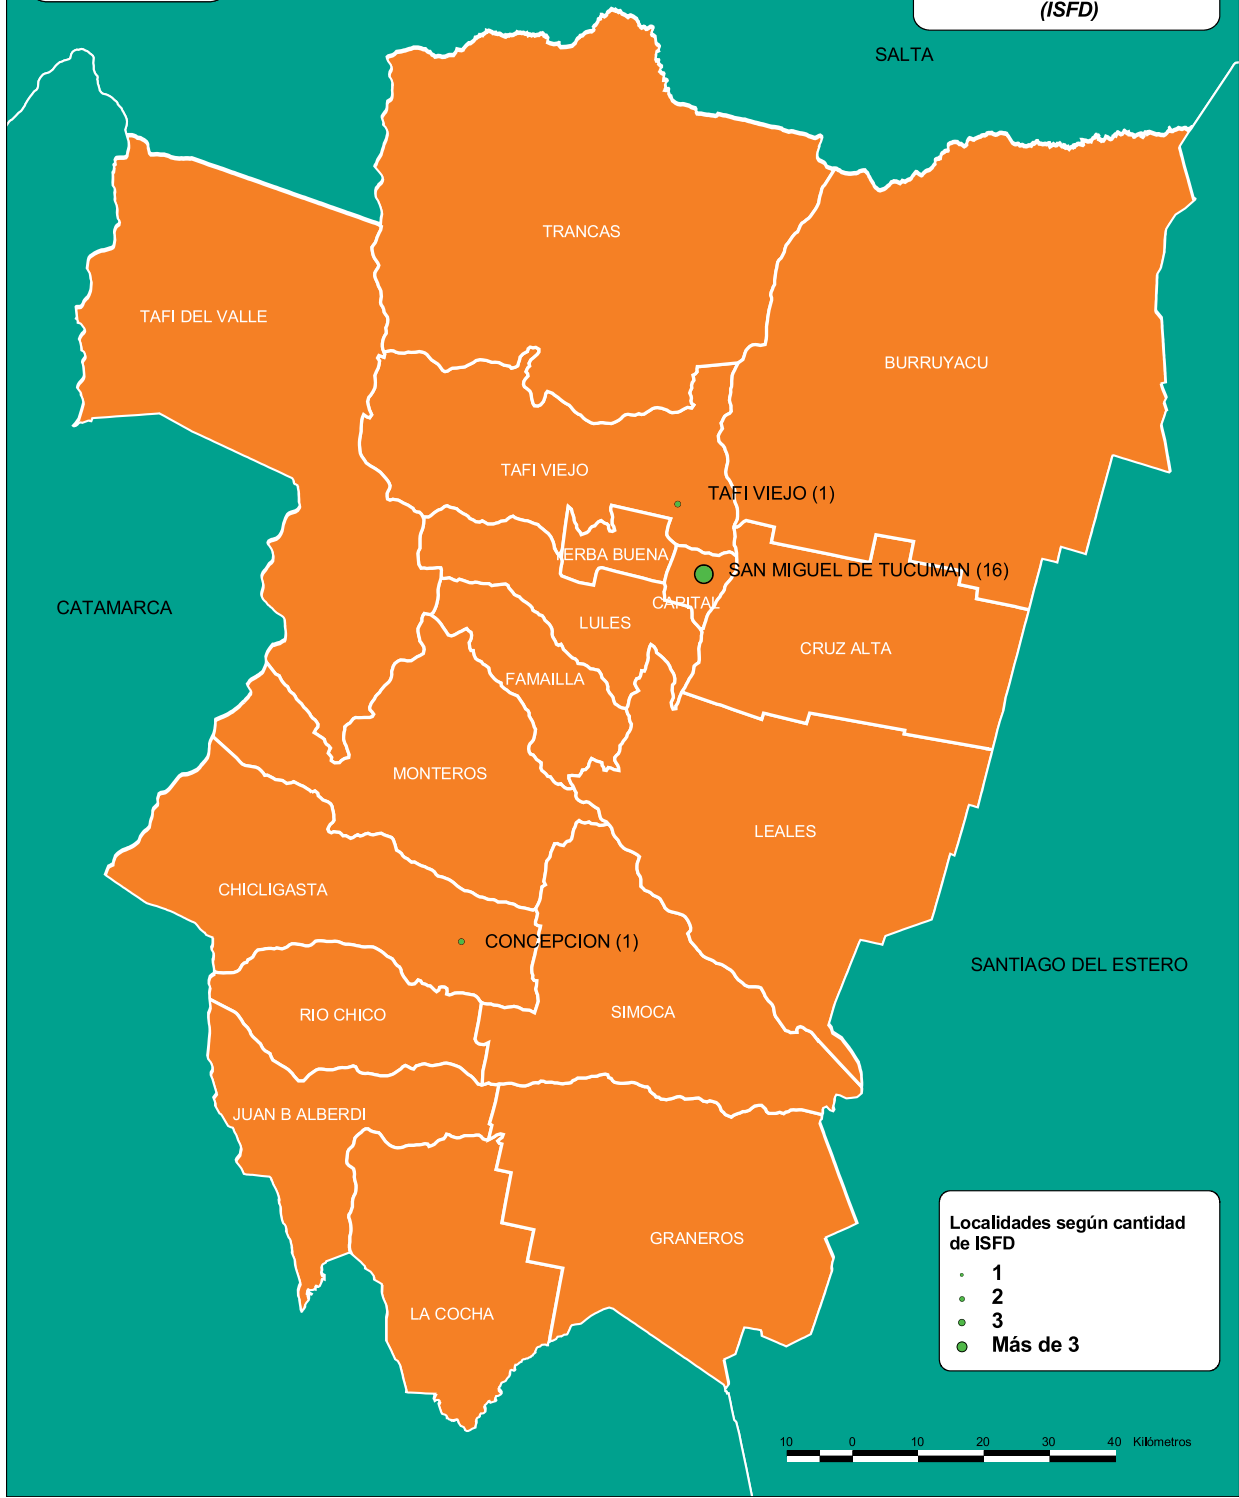 (ISFD)
SALTA
TRANCAS
TAFI DEL VALLE
BURRUYACU
TAFI VIEJO
TAFI VIEJO (1)
YERBA BUENA
SAN MIGUEL DE TUCUMAN (16)
CAPITAL
CATAMARCA
LULES
CRUZ ALTA
FAMAILLA
MONTEROS
LEALES
CHICLIGASTA
CONCEPCION (1)
SANTIAGO DEL ESTERO
RIO CHICO
SIMOCA
JUAN B ALBERDI
GRANEROS
LA COCHA
Localidades según cantidad
de ISFD
1
2
3
Más de 3
10 0 10 20 30 40 Kilómetros